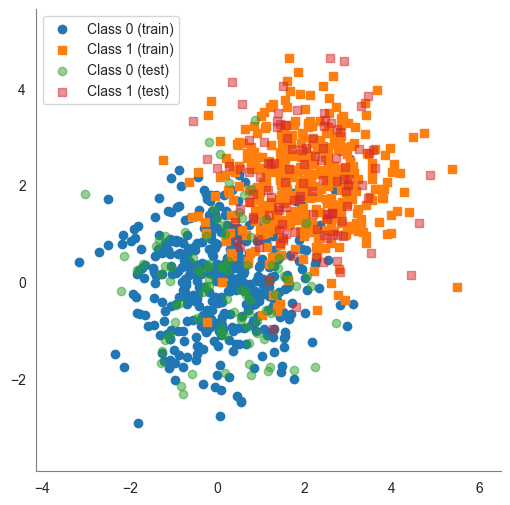 Class 0 (train)
Class 1 (train)
Class 0 (test)
Class 1 (test)
4
2
0
−2
−4 −2 0 2 4 6